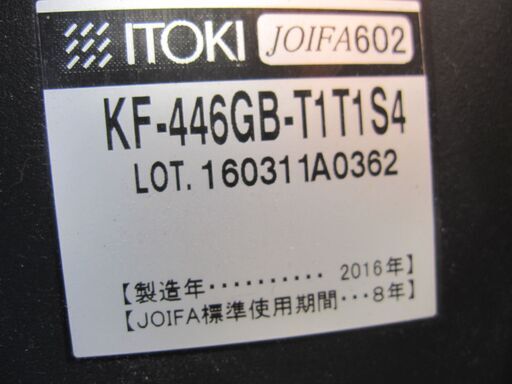 ITOKI JOIFA602
KF-446GB-T1T1S4
LOT. 160311A0362
【製造年·········· 2016年】
【JOIFA標準使用期間···8年】